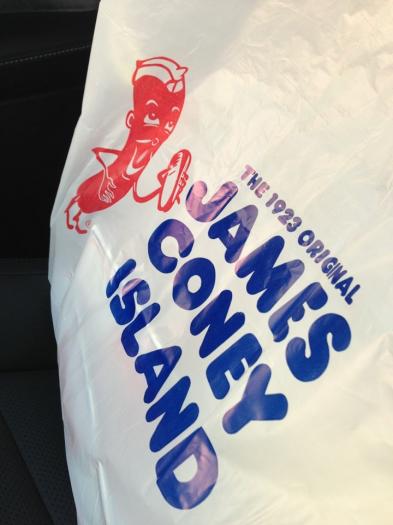 THE 1923 ORIGINAL
JAMES
CONEY
ISLAND